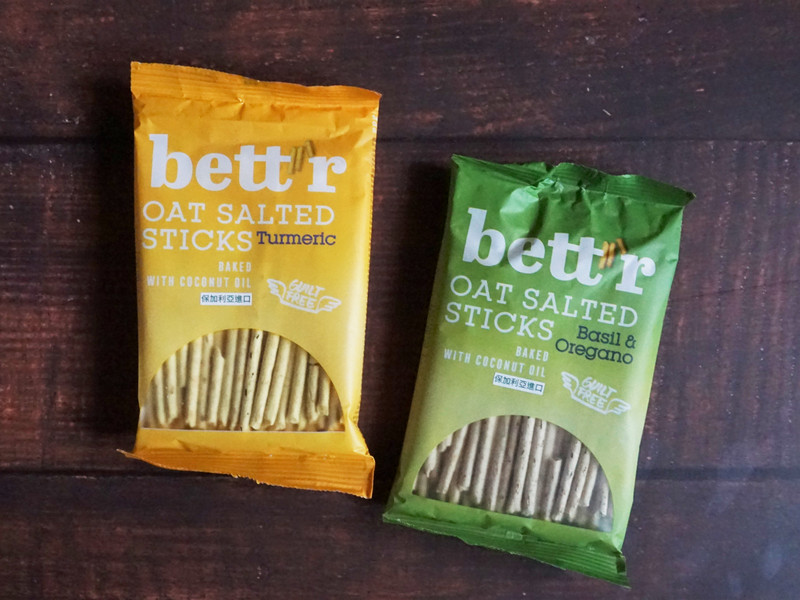 bett'r
OAT SALTED
STICKS Turmeric
BAKED
WITH COCONUT OIL
保加利亞進口
GUILT
FREE
bett'r
OAT SALTED
STICKS Basil &
Oregano
BAKED
WITH COCONUT OIL
保加利亞進口
GUILT
FREE